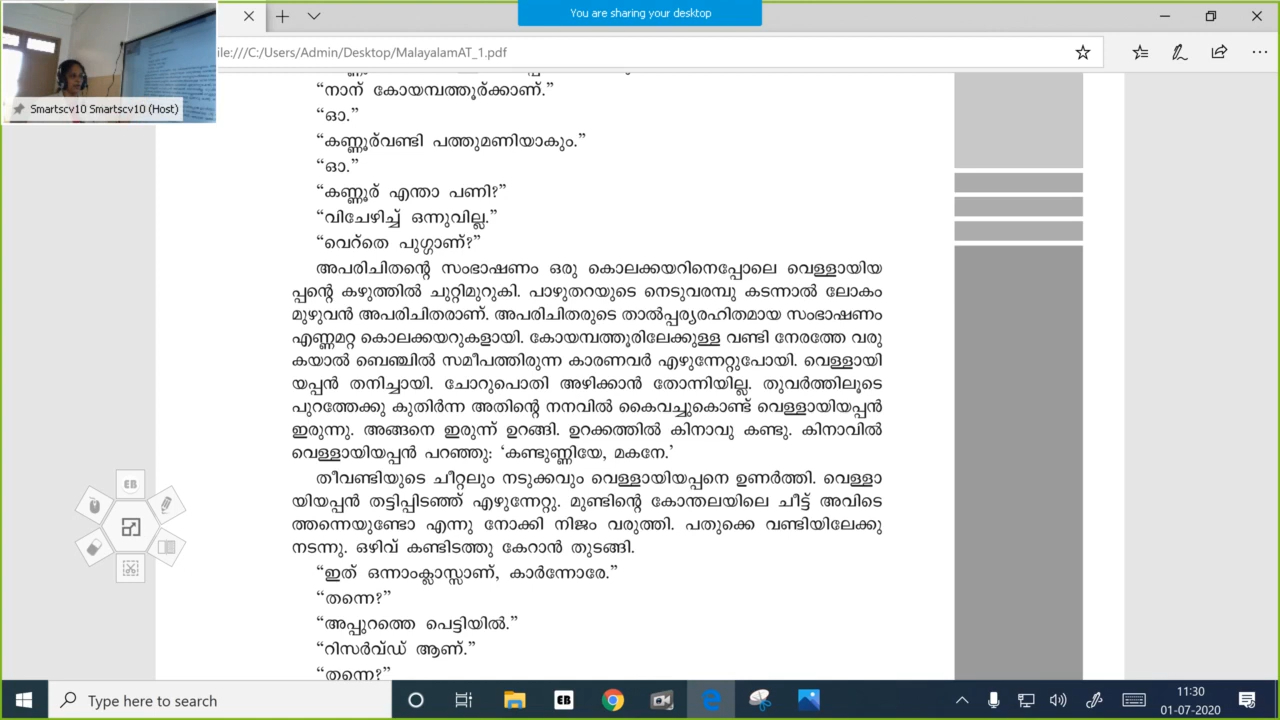 You are sharing your desktop
ile:///C:/Users/Admin/Desktop/MalayalamAT_1.pdf
Smartscv10 Smartscv10 (Host)
“നാന് കോയമ്പത്തൂര്ക്കാണ്.”
“ഓ.”
“കണ്ണൂര്വണ്ടി പത്തുമണിയാകും.”
“ഓ.”
“കണ്ണൂര് എന്താ പണി?”
“വിചേഴിച്ച് ഒന്നുവില്ല.”
“വെറ്തെ പുഗ്ഗാണ്?”
അപരിചിതന്റെ സംഭാഷണം ഒരു കൊലക്കയറിനെപ്പോലെ വെള്ളായിയ
പ്പന്റെ കഴുത്തിൽ ചുറ്റിമുറുകി. പാഴുതറയുടെ നെടുവരമ്പു കടന്നാൽ ലോകം
മുഴുവൻ അപരിചിതരാണ്. അപരിചിതരുടെ താൽപ്പര്യരഹിതമായ സംഭാഷണം
എണ്ണമറ്റ കൊലക്കയറുകളായി. കോയമ്പത്തൂരിലേക്കുള്ള വണ്ടി നേരത്തേ വരു
കയാൽ ബെഞ്ചിൽ സമീപത്തിരുന്ന കാരണവർ എഴുന്നേറ്റുപോയി. വെള്ളായി
യപ്പൻ തനിച്ചായി. ചോറുപൊതി അഴിക്കാൻ തോന്നിയില്ല. തുവർത്തിലൂടെ
പുറത്തേക്കു കുതിർന്ന അതിന്റെ നനവിൽ കൈവച്ചുകൊണ്ട് വെള്ളായിയപ്പൻ
ഇരുന്നു. അങ്ങനെ ഇരുന്ന് ഉറങ്ങി. ഉറക്കത്തിൽ കിനാവു കണ്ടു. കിനാവിൽ
വെള്ളായിയപ്പൻ പറഞ്ഞു: ‘കണ്ടുണ്ണിയേ, മകനേ.’
തീവണ്ടിയുടെ ചീറ്റലും നടുക്കവും വെള്ളായിയപ്പനെ ഉണർത്തി. വെള്ളാ
യിയപ്പൻ തട്ടിപ്പിടഞ്ഞ് എഴുന്നേറ്റു. മുണ്ടിന്റെ കോന്തലയിലെ ചീട്ട് അവിടെ
ത്തന്നെയുണ്ടോ എന്നു നോക്കി നിജം വരുത്തി. പതുക്കെ വണ്ടിയിലേക്കു
നടന്നു. ഒഴിവ് കണ്ടിടത്തു കേറാൻ തുടങ്ങി.
“ഇത് ഒന്നാംക്ലാസ്സാണ്, കാർന്നോരേ.”
“തന്നെ?”
“അപ്പുറത്തെ പെട്ടിയിൽ.”
“റിസർവ്ഡ് ആണ്.”
“തന്നെ?”
EB
Type here to search
EB
11:30
01-07-2020